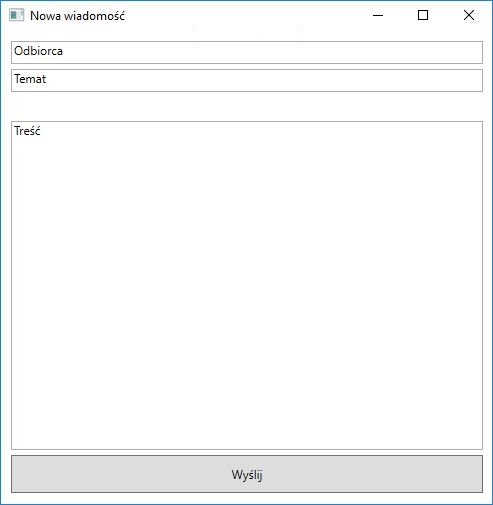 Nowa wiadomość
Odbiorca
Temat
Treść
Wyślij